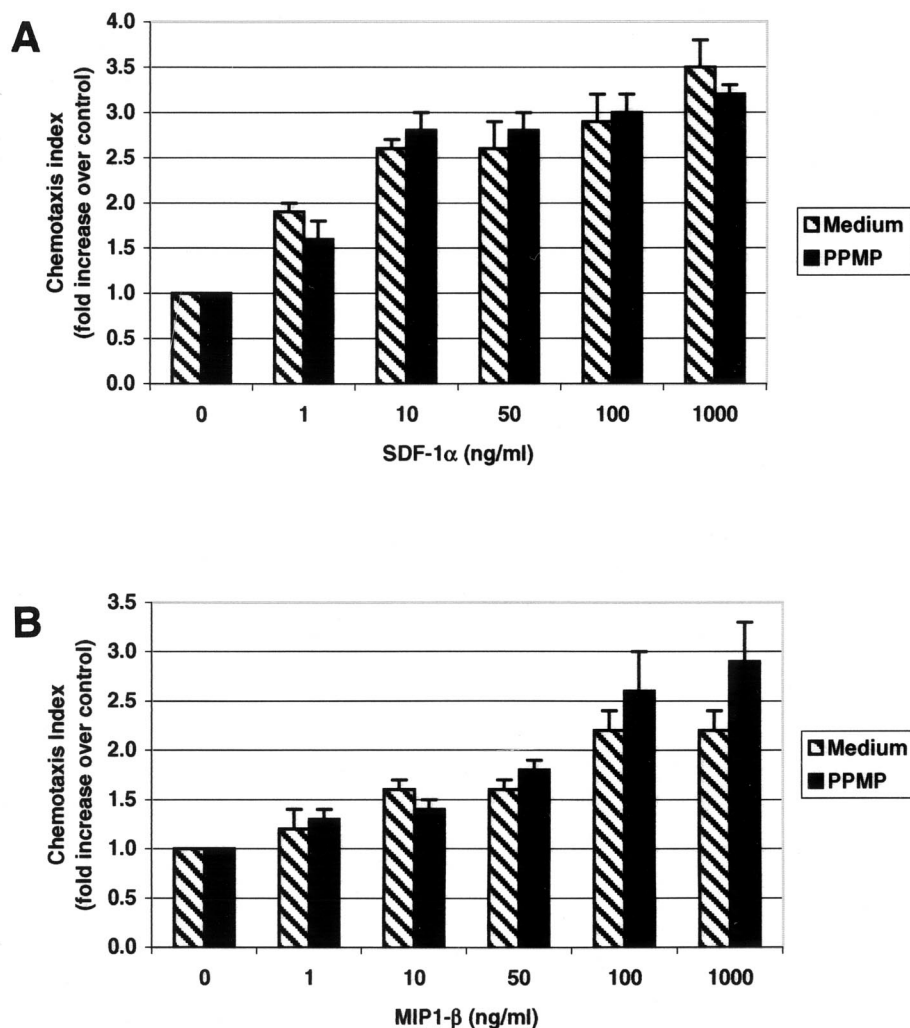 A
Chemotaxis index
(fold increase over control)
4.0
3.5
3.0
2.5
2.0
1.5
1.0
0.5
0.0
0 1 10 50 100 1000
SDF-1α (ng/ml)
Medium
PPMP
B
Chemotaxis Index
(fold increase over control)
3.5
3.0
2.5
2.0
1.5
1.0
0.5
0.0
0 1 10 50 100 1000
MIP1-β (ng/ml)
Medium
PPMP